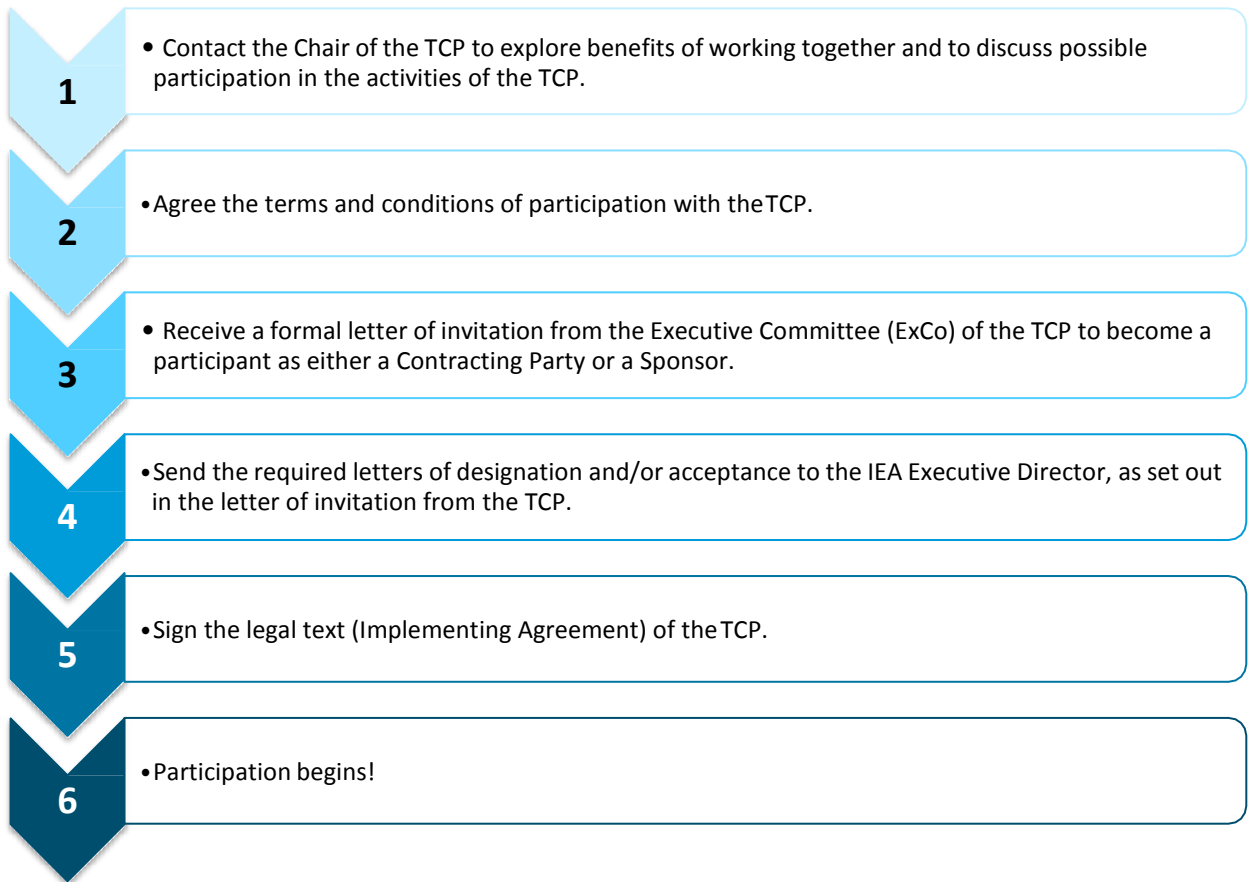 1
• Contact the Chair of the TCP to explore benefits of working together and to discuss possible
participation in the activities of the TCP.
2
•Agree the terms and conditions of participation with theTCP.
3
• Receive a formal letter of invitation from the Executive Committee (ExCo) of the TCP to become a
participant as either a Contracting Party or a Sponsor.
4
•Send the required letters of designation and/or acceptance to the IEA Executive Director, as set out
in the letter of invitation from the TCP.
5
•Sign the legal text (Implementing Agreement) of theTCP.
6
•Participation begins!